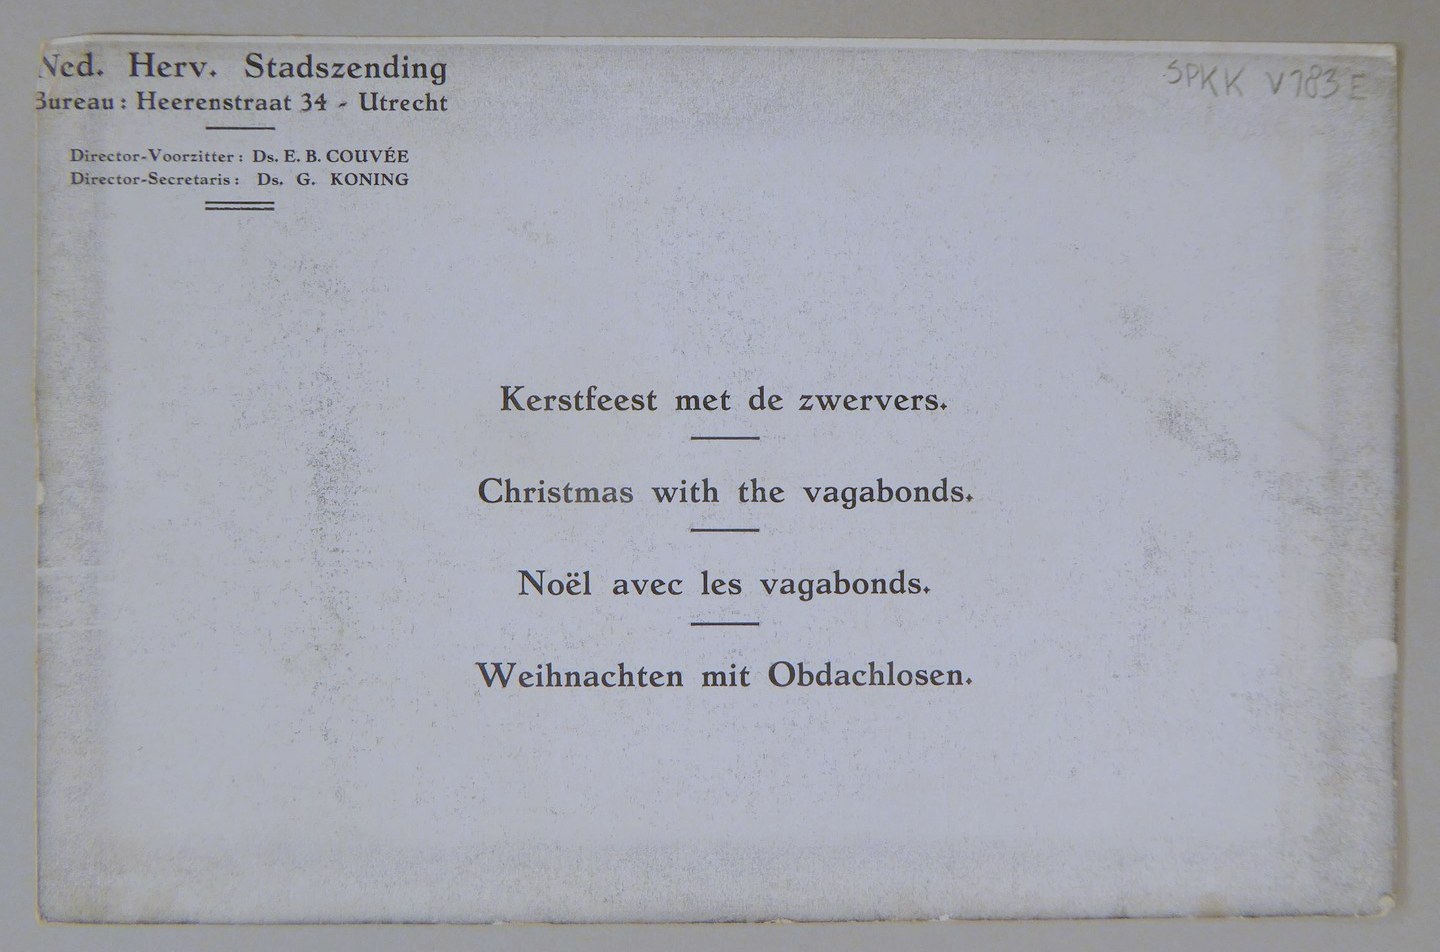 Ned. Herv. Stadszending
Bureau: Heerenstraat 34 - Utrecht
Director-Voorzitter: Ds. E. B. COUVÉE
Director-Secretaris: Ds. G. KONING
SPKK V183E
Kerstfeest met de zwervers.
Christmas with the vagabonds.
Noël avec les vagabonds.
Weihnachten mit Obdachlosen.